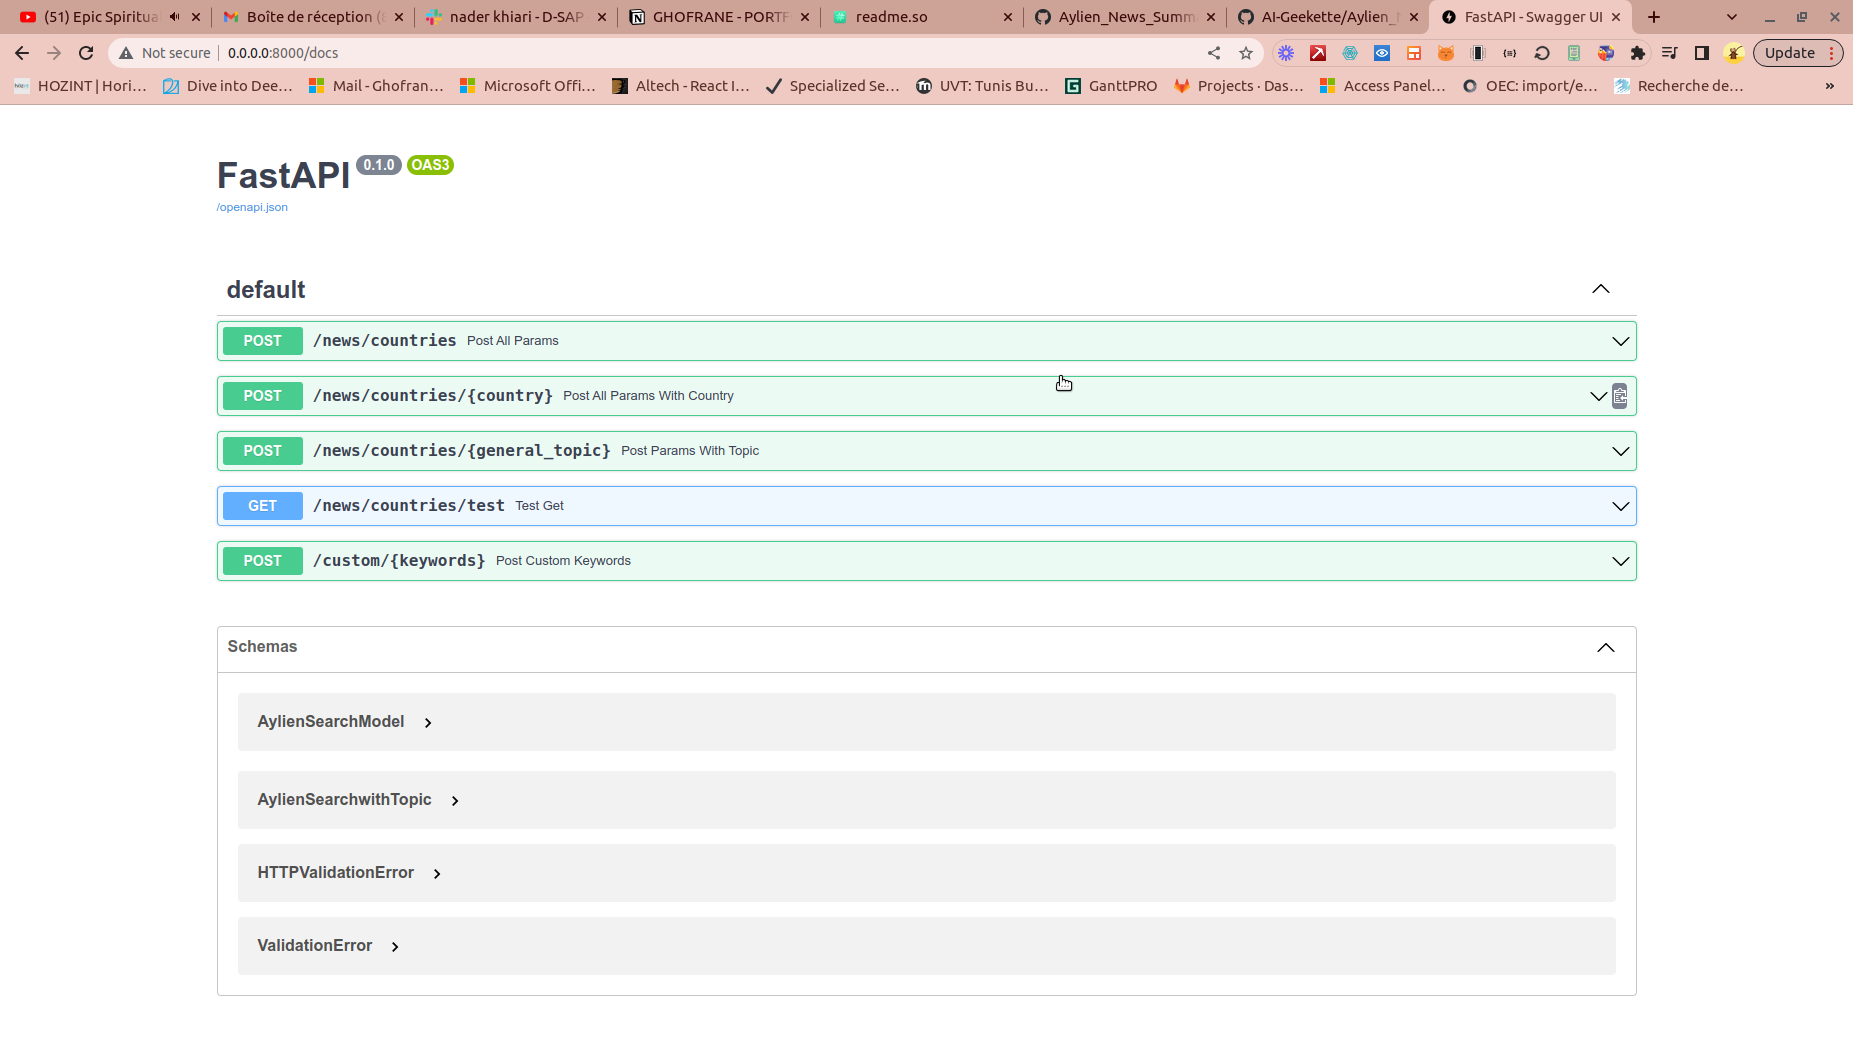 (51) Epic Spiritua
Boîte de réception (
nader khiari - D-SAP
GHOFRANE - PORTF
readme.so
Aylien_News_Summ
AI-Geekette/Aylien_
FastAPI - Swagger UI
Not secure
0.0.0.0:8000/docs
Update
HOZINT | Hori...
Dive into Dee...
Mail - Ghofran...
Microsoft Offi...
Altech - React I...
Specialized Se...
UVT: Tunis Bu...
GanttPRO
Projects · Das...
Access Panel...
OEC: import/e...
Recherche de...
»
FastAPI 0.1.0 OAS3
/openapi.json
default
POST /news/countries Post All Params
POST /news/countries/{country} Post All Params With Country
POST /news/countries/{general_topic} Post Params With Topic
GET /news/countries/test Test Get
POST /custom/{keywords} Post Custom Keywords
Schemas
AylienSearchModel
AylienSearchwithTopic
HTTPValidationError
ValidationError